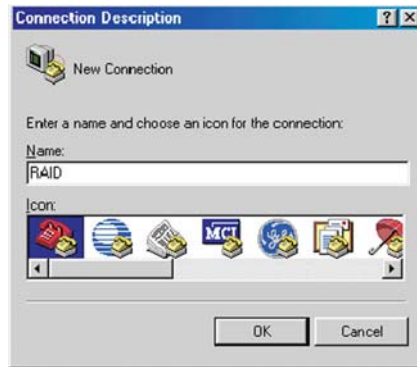 Connection Description
New Connection
Enter a name and choose an icon for the connection:
Name:
RAID
Icon:
MCI
OK
Cancel